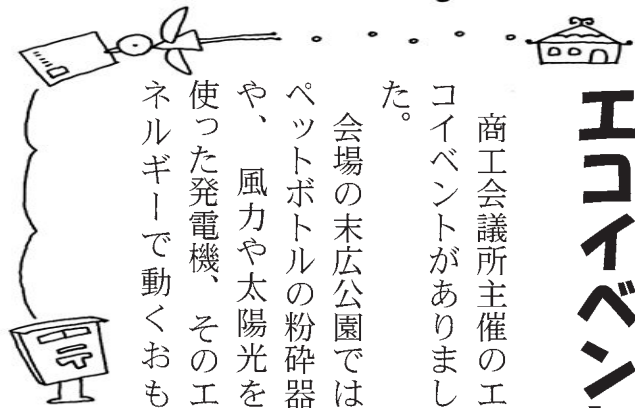 エコイベン
商工会議所主催のエ
コイベントがありまし
た。
会場の末広公園では
ペットボトルの粉砕器
や、風力や太陽光を
使った発電機、そのエ
ネルギーで動くおも